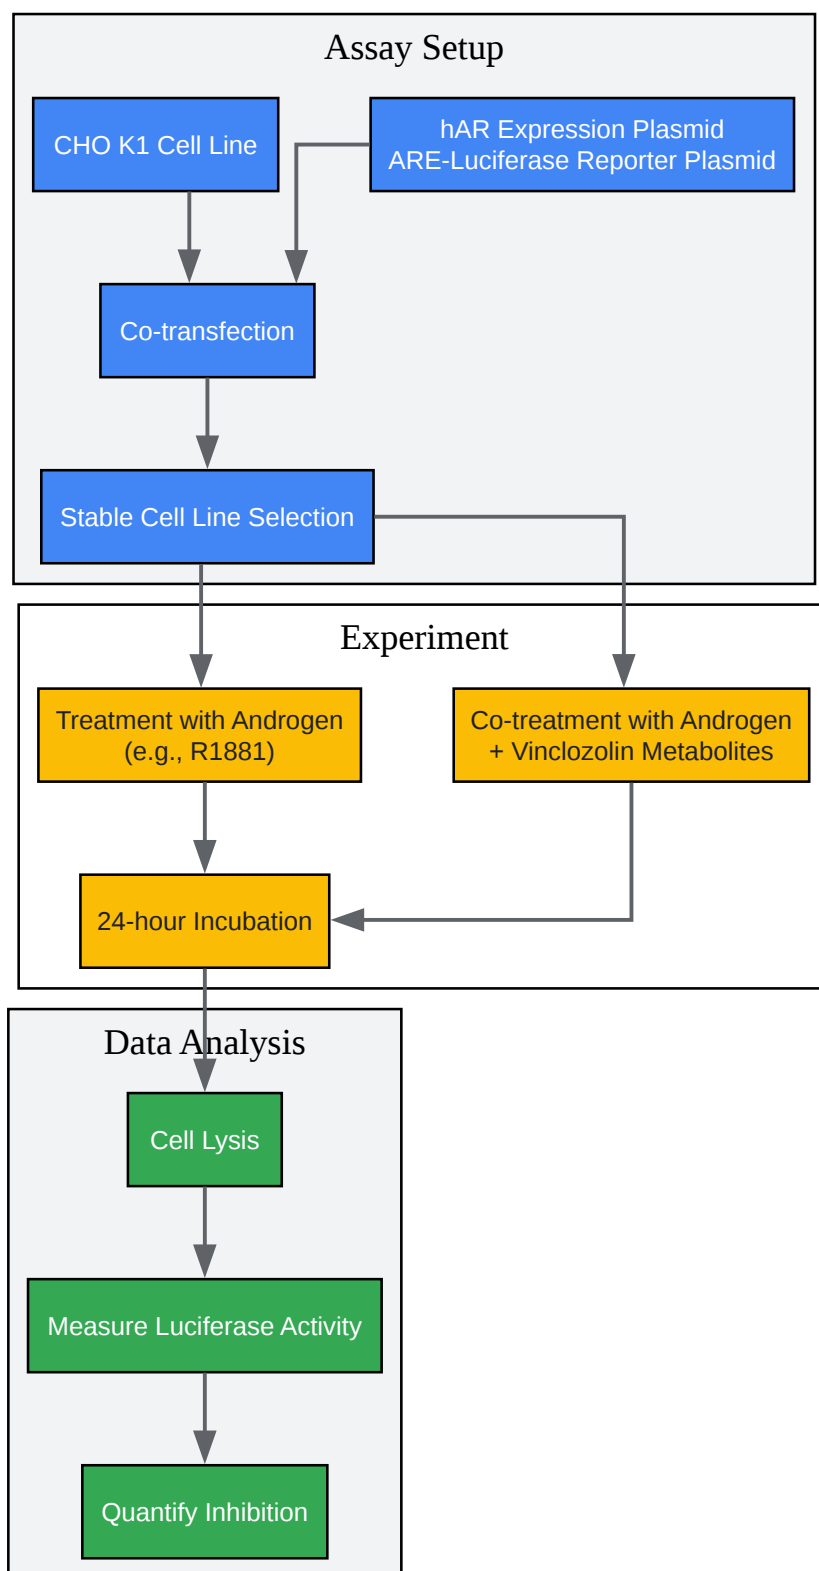 Assay Setup
CHO K1 Cell Line
hAR Expression Plasmid
ARE-Luciferase Reporter Plasmid
Co-transfection
Stable Cell Line Selection
Experiment
Treatment with Androgen
(e.g., R1881)
Co-treatment with Androgen
+ Vinclozolin Metabolites
24-hour Incubation
Data Analysis
Cell Lysis
Measure Luciferase Activity
Quantify Inhibition